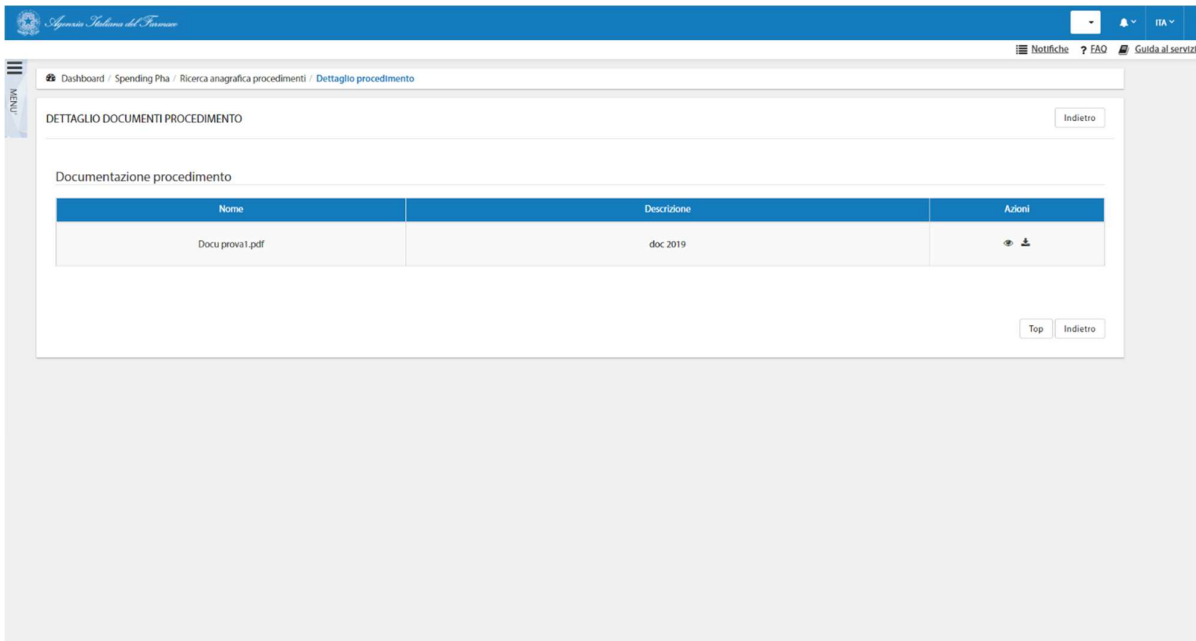 Agenzia Italiana del Farmaco
ITA
Notifiche ? FAQ Guida al servizi
MENU'
Dashboard / Spending Pha / Ricerca anagrafica procedimenti / Dettaglio procedimento
DETTAGLIO DOCUMENTI PROCEDIMENTO Indietro
Documentazione procedimento
Nome Descrizione Azioni
Docu prova1.pdf doc 2019
Top Indietro